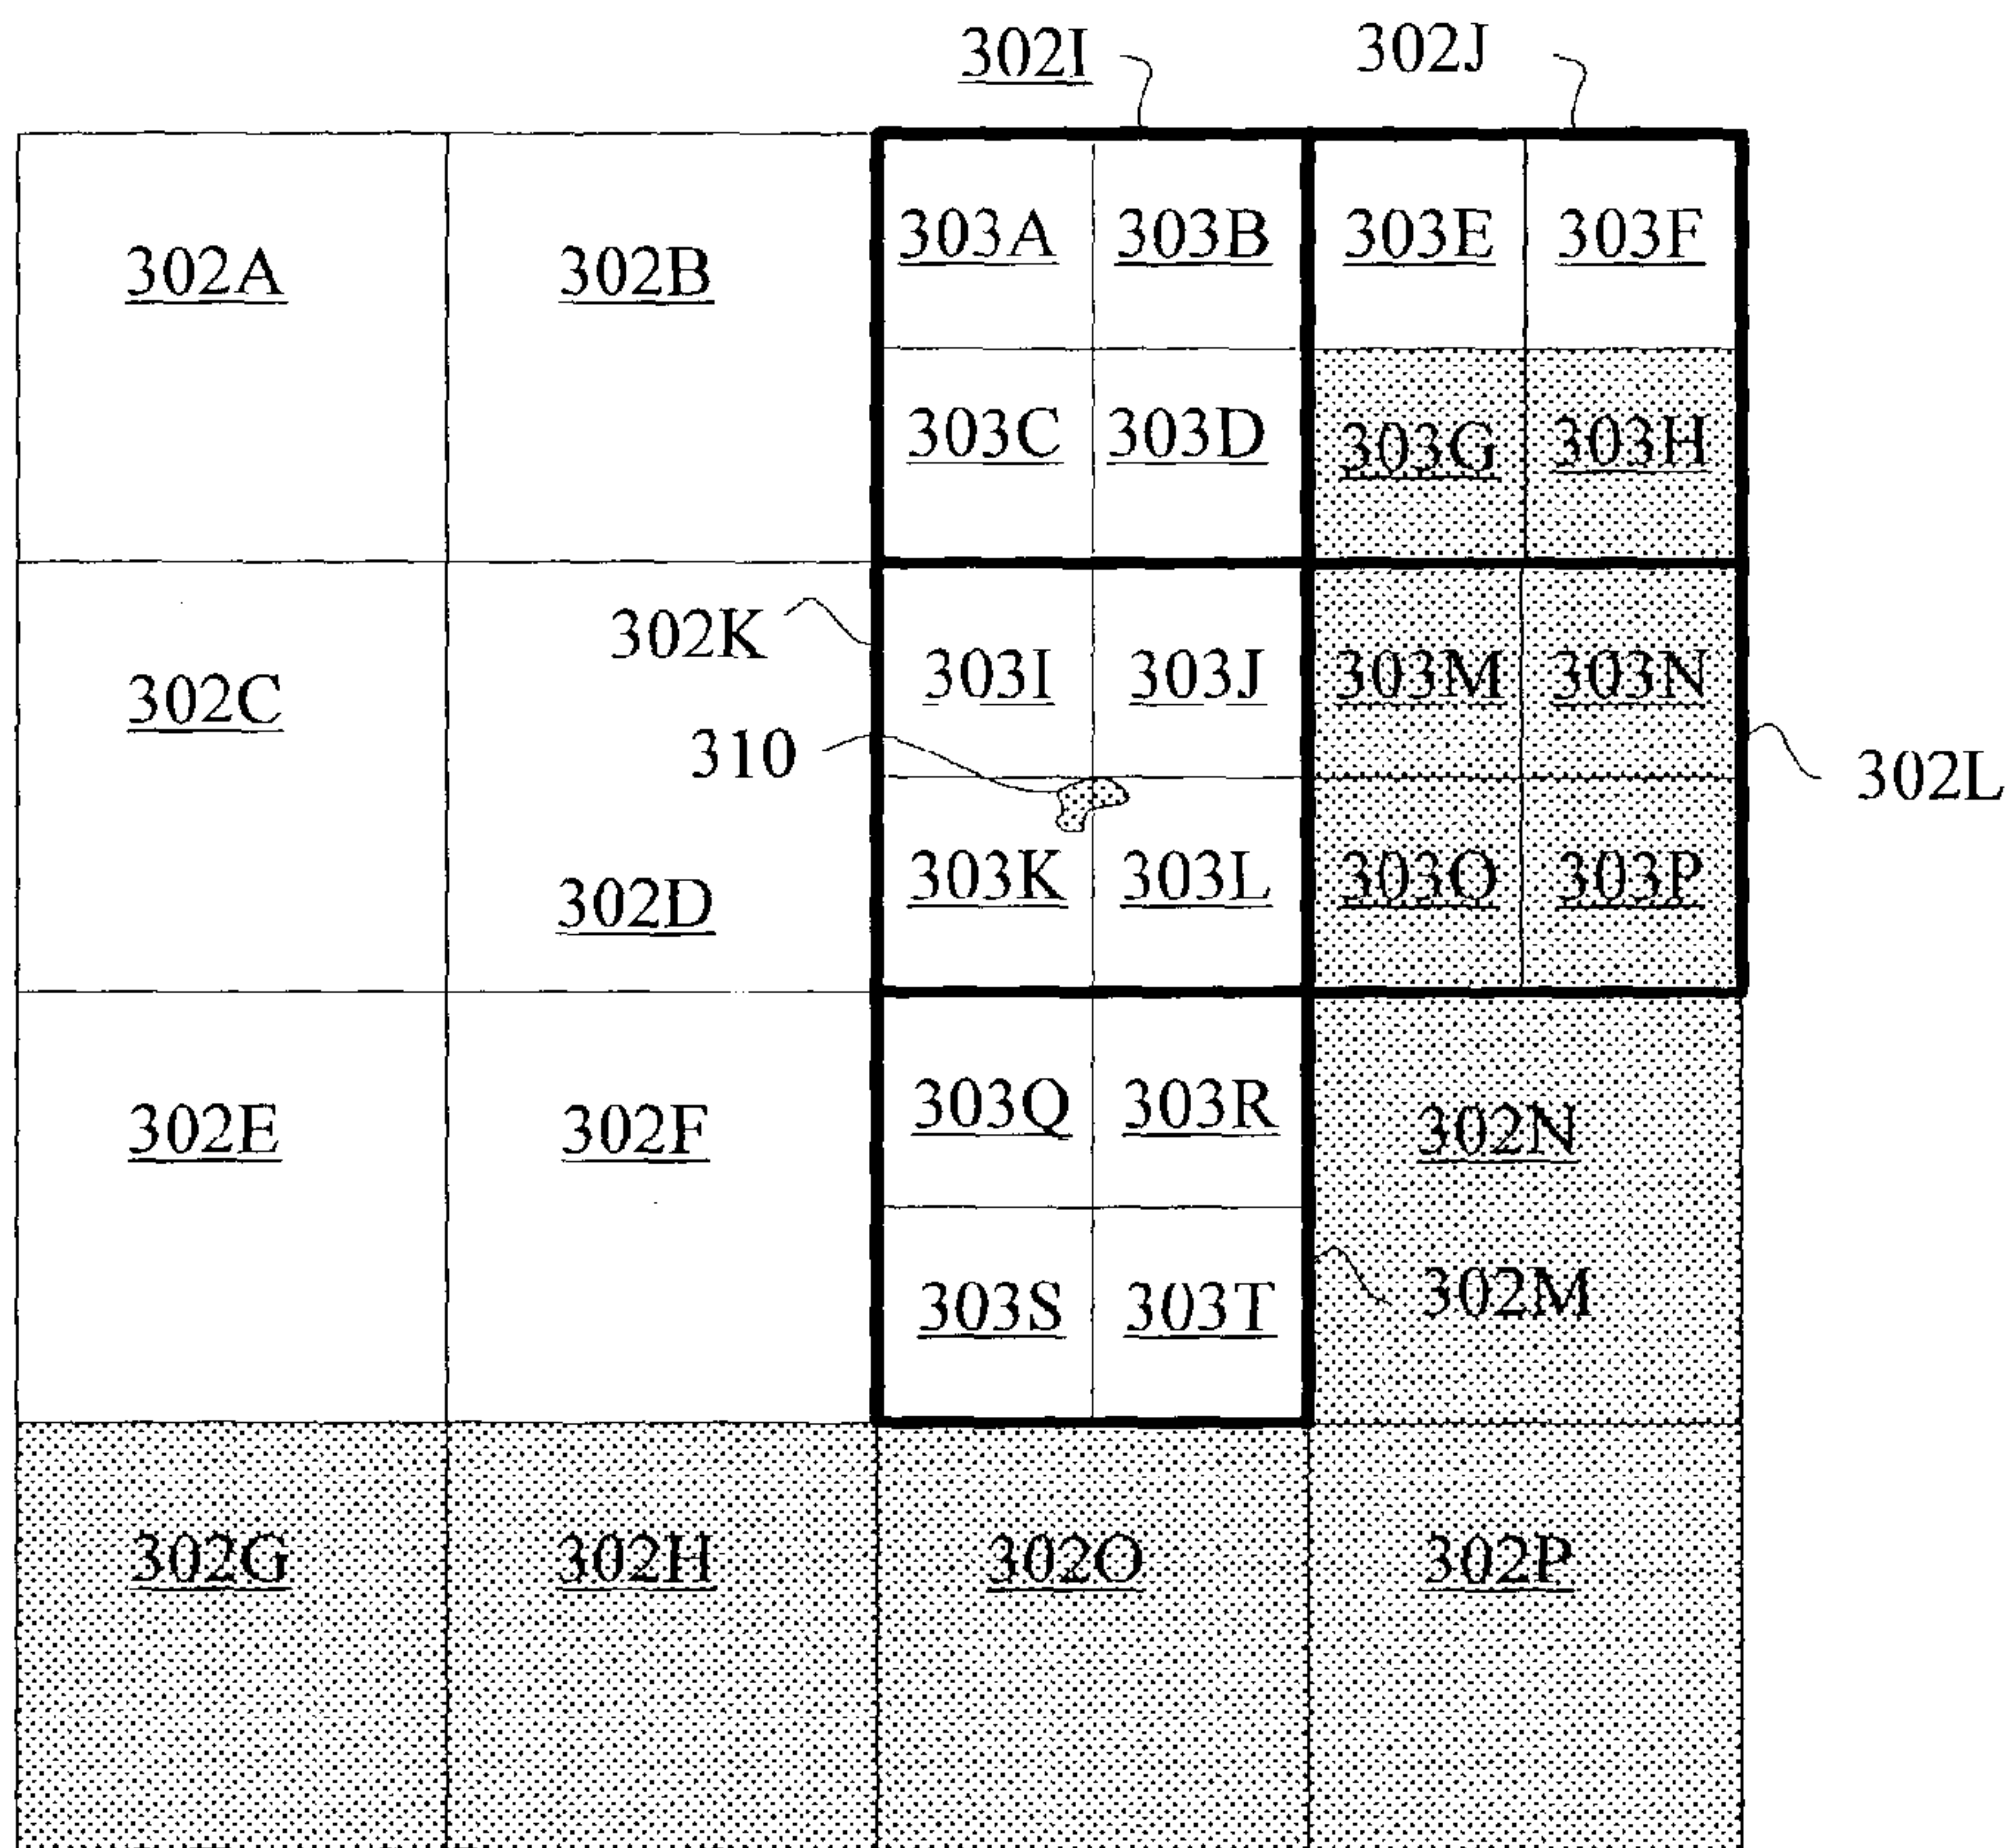 302I 302J
303A 303B 303E 303F
302A 302B
303C 303D 303G 303H
302K
303I 303J 303M 303N
302C
310
302L
303K 303L 303O 303P
302D
303Q 303R
302E 302F 302N
302M
303S 303T
302G 302H 302O 302P